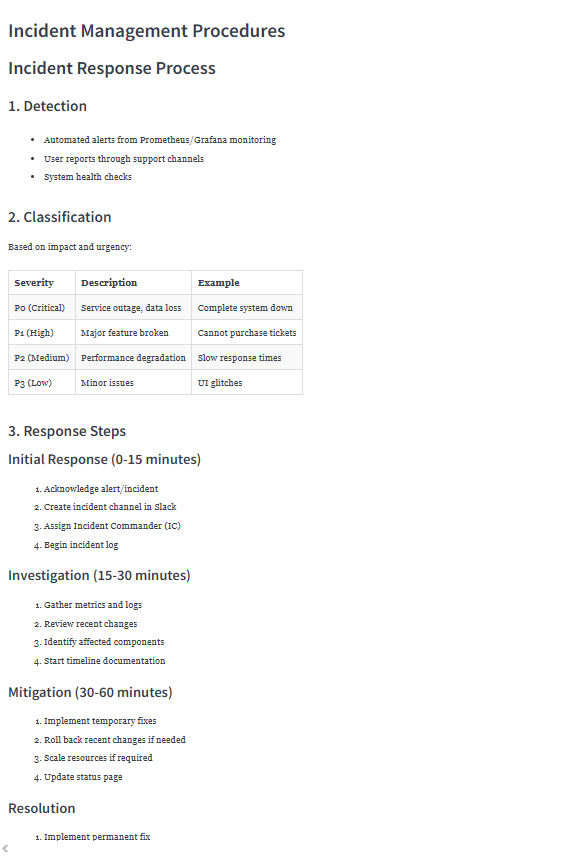 Incident Management Procedures
Incident Response Process
1. Detection
• Automated alerts from Prometheus/Grafana monitoring
• User reports through support channels
• System health checks
2. Classification
Based on impact and urgency:
Severity Description Example
P0 (Critical) Service outage, data loss Complete system down
P1 (High) Major feature broken Cannot purchase tickets
P2 (Medium) Performance degradation Slow response times
P3 (Low) Minor issues UI glitches
3. Response Steps
Initial Response (0-15 minutes)
1. Acknowledge alert/incident
2. Create incident channel in Slack
3. Assign Incident Commander (IC)
4. Begin incident log
Investigation (15-30 minutes)
1. Gather metrics and logs
2. Review recent changes
3. Identify affected components
4. Start timeline documentation
Mitigation (30-60 minutes)
1. Implement temporary fixes
2. Roll back recent changes if needed
3. Scale resources if required
4. Update status page
Resolution
1. Implement permanent fix